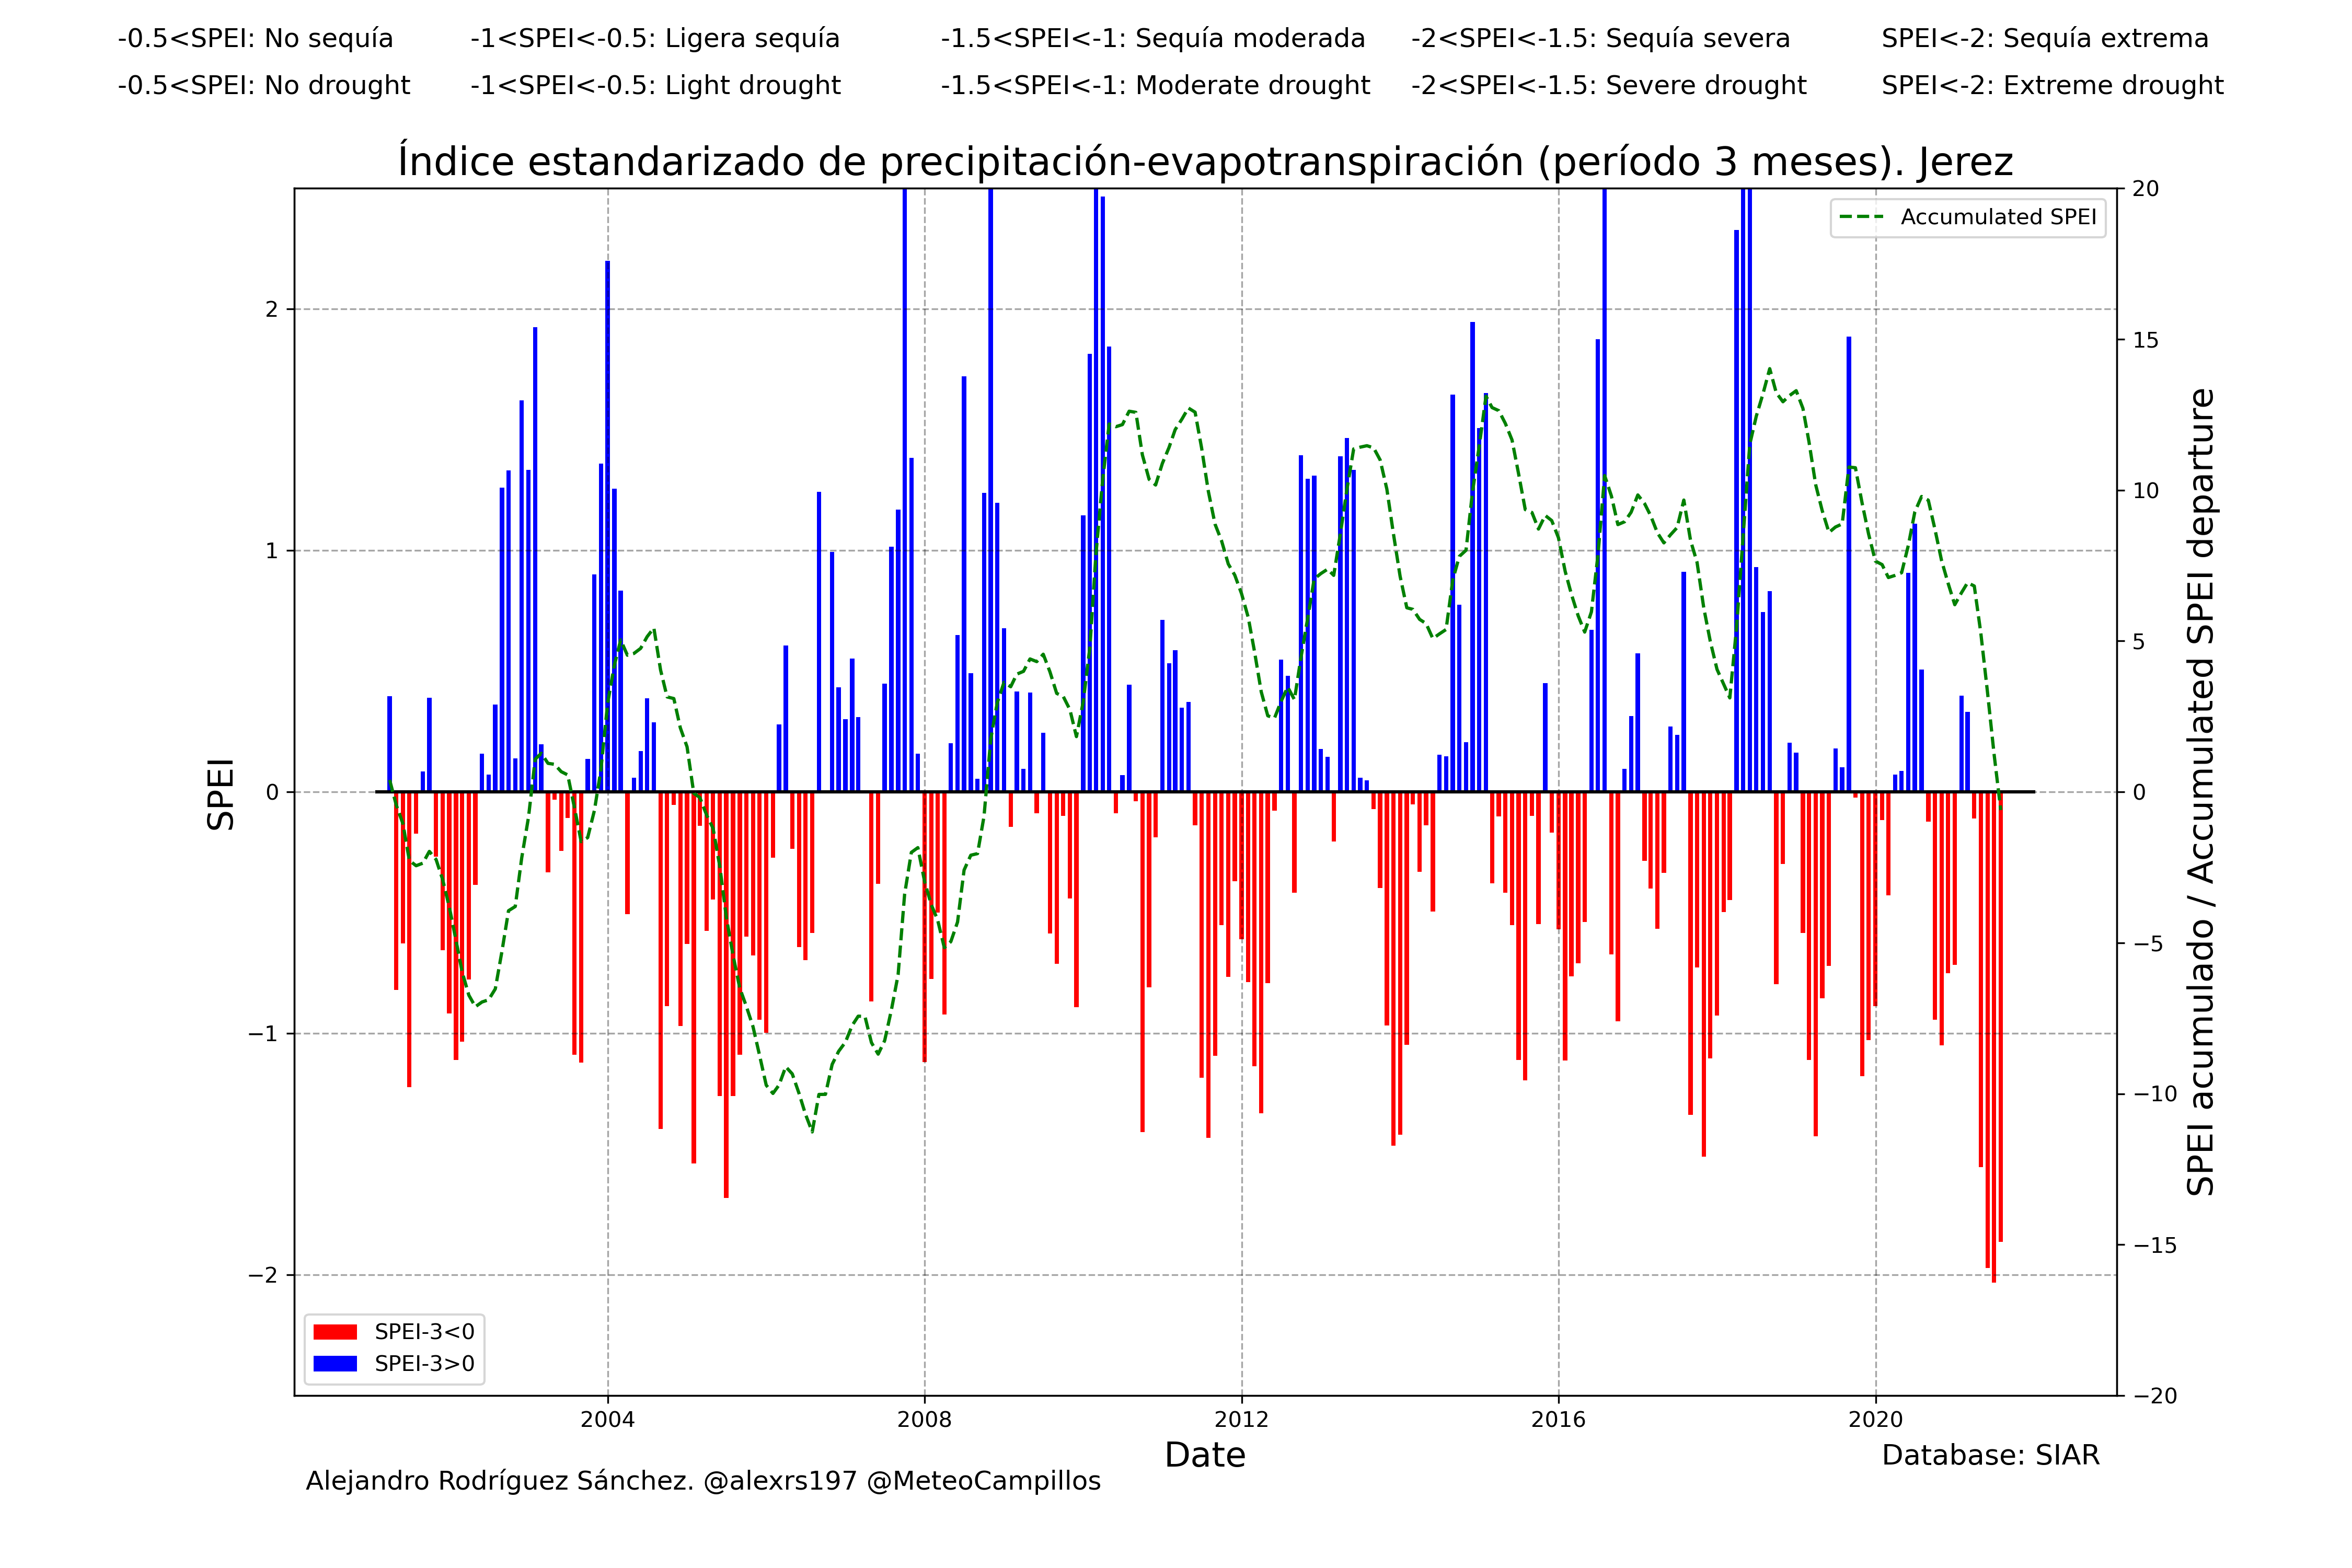 -0.5<SPEI: No sequía -1<SPEI<-0.5: Ligera sequía -1.5<SPEI<-1: Sequía moderada -2<SPEI<-1.5: Sequía severa SPEI<-2: Sequía extrema
-0.5<SPEI: No drought -1<SPEI<-0.5: Light drought -1.5<SPEI<-1: Moderate drought -2<SPEI<-1.5: Severe drought SPEI<-2: Extreme drought
Índice estandarizado de precipitación-evapotranspiración (período 3 meses). Jerez
Accumulated SPEI
SPEI
2
1
0
−1
−2
20
15
10
5
0
−5
−10
−15
−20
SPEI acumulado / Accumulated SPEI departure
SPEI-3<0
SPEI-3>0
2004 2008 2012 2016 2020
Date
Database: SIAR
Alejandro Rodríguez Sánchez. @alexrs197 @MeteoCampillos